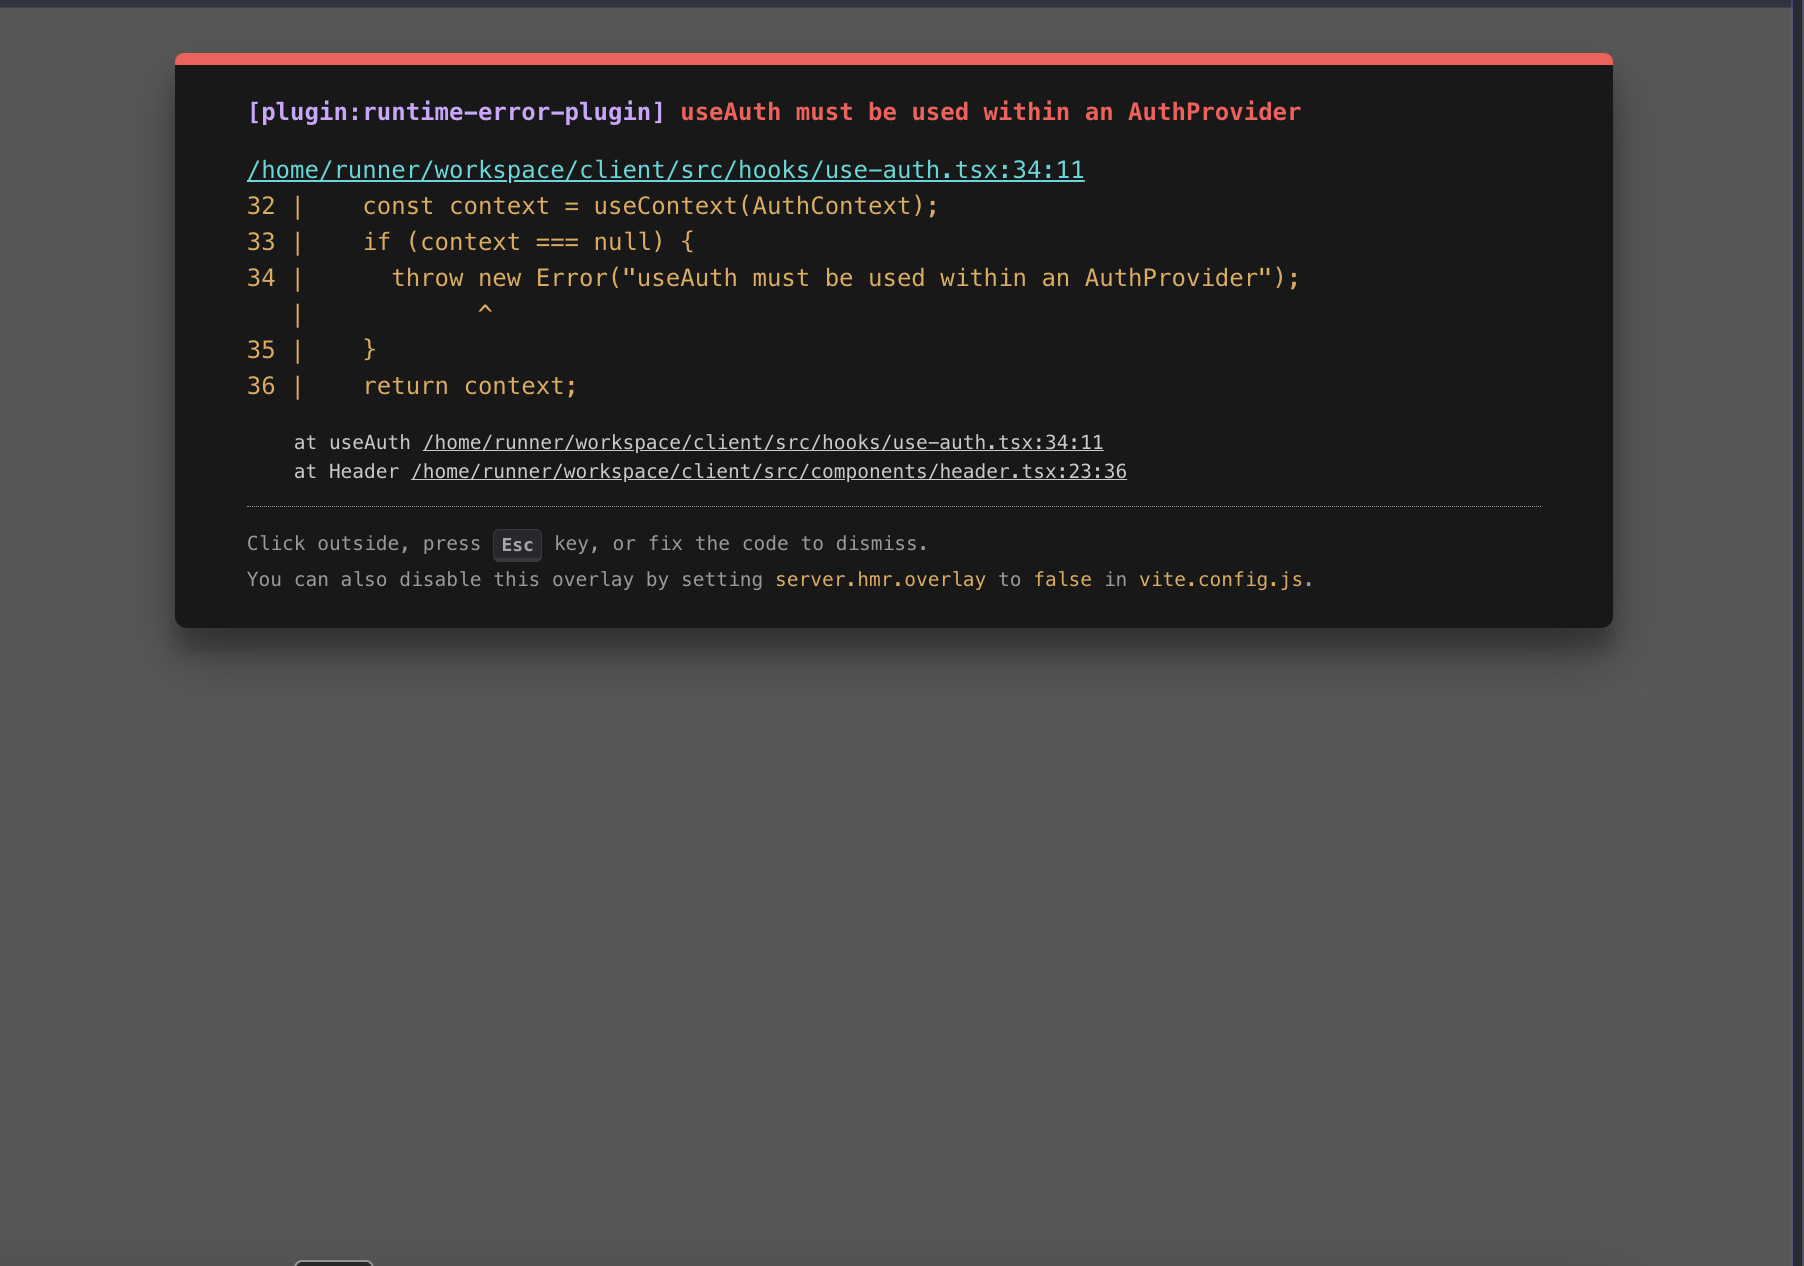 [plugin:runtime-error-plugin] useAuth must be used within an AuthProvider
/home/runner/workspace/client/src/hooks/use-auth.tsx:34:11
32 |    const context = useContext(AuthContext);
33 |    if (context === null) {
34 |      throw new Error("useAuth must be used within an AuthProvider");
   |            ^
35 |    }
36 |    return context;
at useAuth /home/runner/workspace/client/src/hooks/use-auth.tsx:34:11
at Header /home/runner/workspace/client/src/components/header.tsx:23:36
Click outside, press Esc key, or fix the code to dismiss.
You can also disable this overlay by setting server.hmr.overlay to false in vite.config.js.